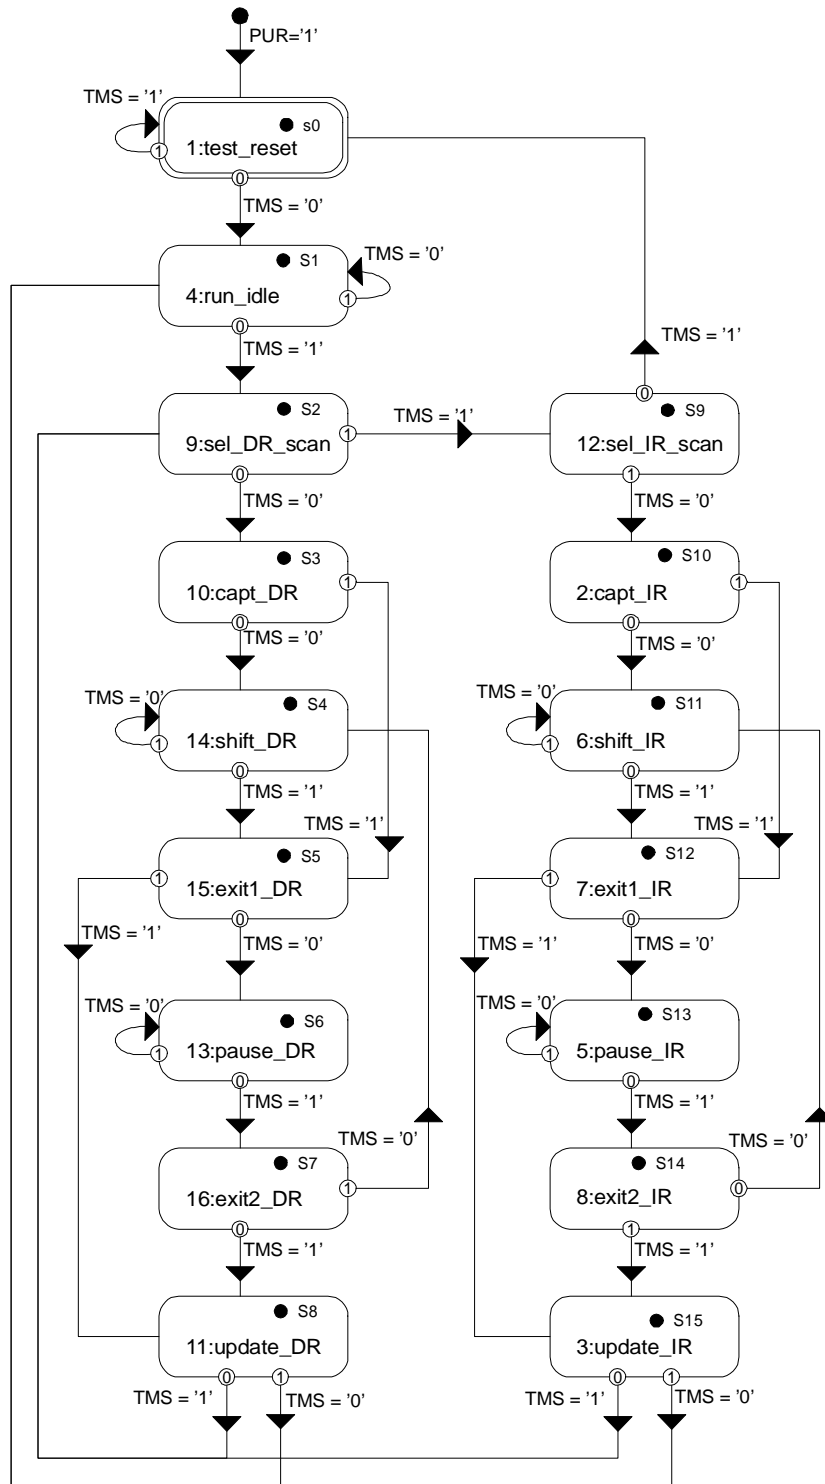 PUR='1'
TMS = '1'
s0
1:test_reset
1
0
TMS = '0'
S1
TMS = '0'
4:run_idle
1
0
TMS = '1'
TMS = '1'
0
S2
TMS = '1'
S9
9:sel_DR_scan
1
12:sel_IR_scan
0
1
TMS = '0'
TMS = '0'
S3
S10
10:capt_DR
1
2:capt_IR
1
0
0
TMS = '0'
TMS = '0'
TMS = '0'
S4
TMS = '0'
S11
14:shift_DR
1
6:shift_IR
1
0
0
TMS = '1'
TMS = '1'
TMS = '1'
TMS = '1'
S5
S12
1
15:exit1_DR
1
7:exit1_IR
0
0
TMS = '1'
TMS = '0'
TMS = '1'
TMS = '0'
TMS = '0'
S6
TMS = '0'
S13
1
13:pause_DR
1
5:pause_IR
0
0
TMS = '1'
TMS = '1'
TMS = '0'
TMS = '0'
S7
S14
16:exit2_DR
1
8:exit2_IR
0
0
1
TMS = '1'
TMS = '1'
S8
S15
11:update_DR
3:update_IR
0
1
0
1
TMS = '1'
TMS = '0'
TMS = '1'
TMS = '0'